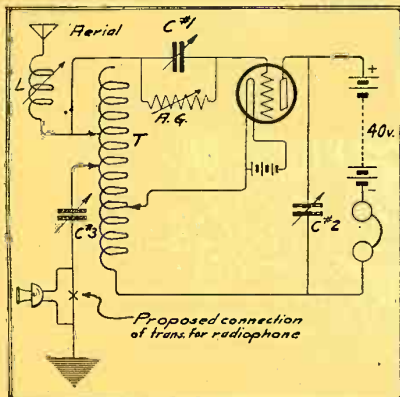 Aerial
C#1
L
R.G.
T
+
40v.
-
C#3
C#2
Proposed connection
of trans. for radiophone